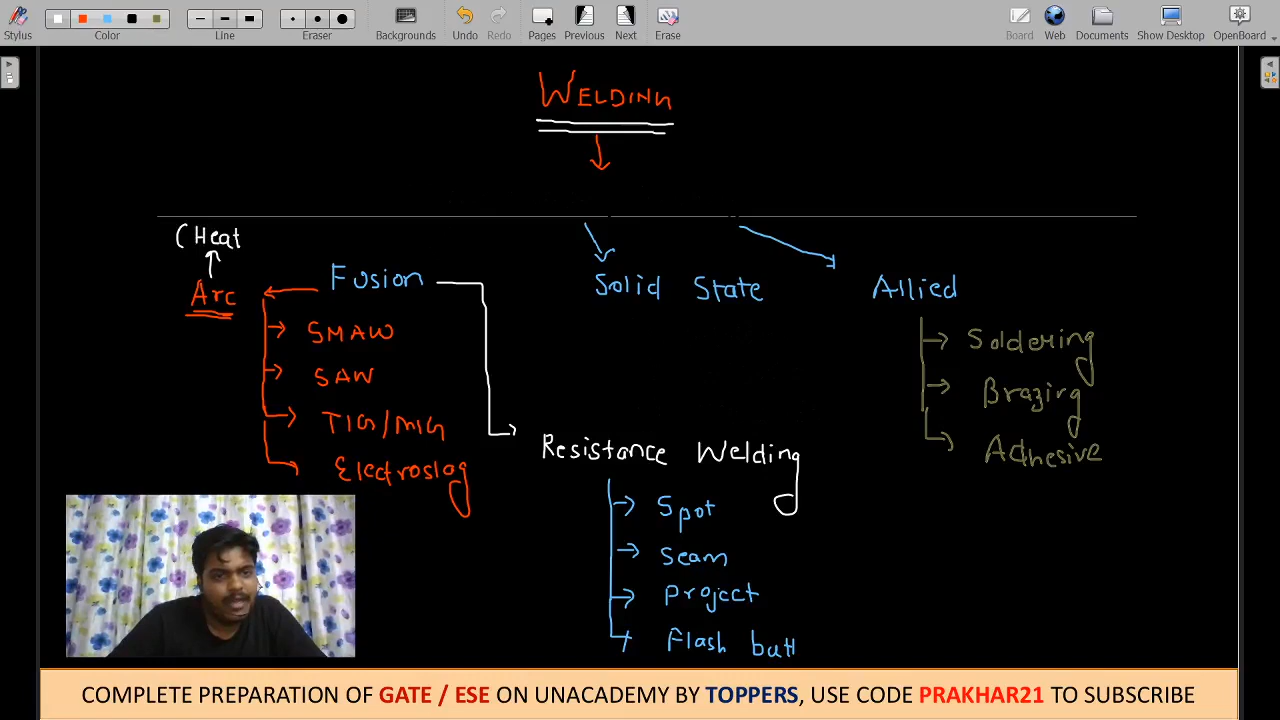 Stylus
Color
Line
Eraser
Backgrounds
Undo
Redo
Pages
Previous
Next
Erase
Board
Web
Documents
Show Desktop
OpenBoard
WELDING
(Heat
Arc
Fusion
SMAW
SAW
TIG/MIG
Electroslag
Solid State
Allied
Soldering
Brazing
Adhesive
Resistance Welding
Spot
Seam
Project
Flash butt
COMPLETE PREPARATION OF GATE / ESE ON UNACADEMY BY TOPPERS, USE CODE PRAKHAR21 TO SUBSCRIBE